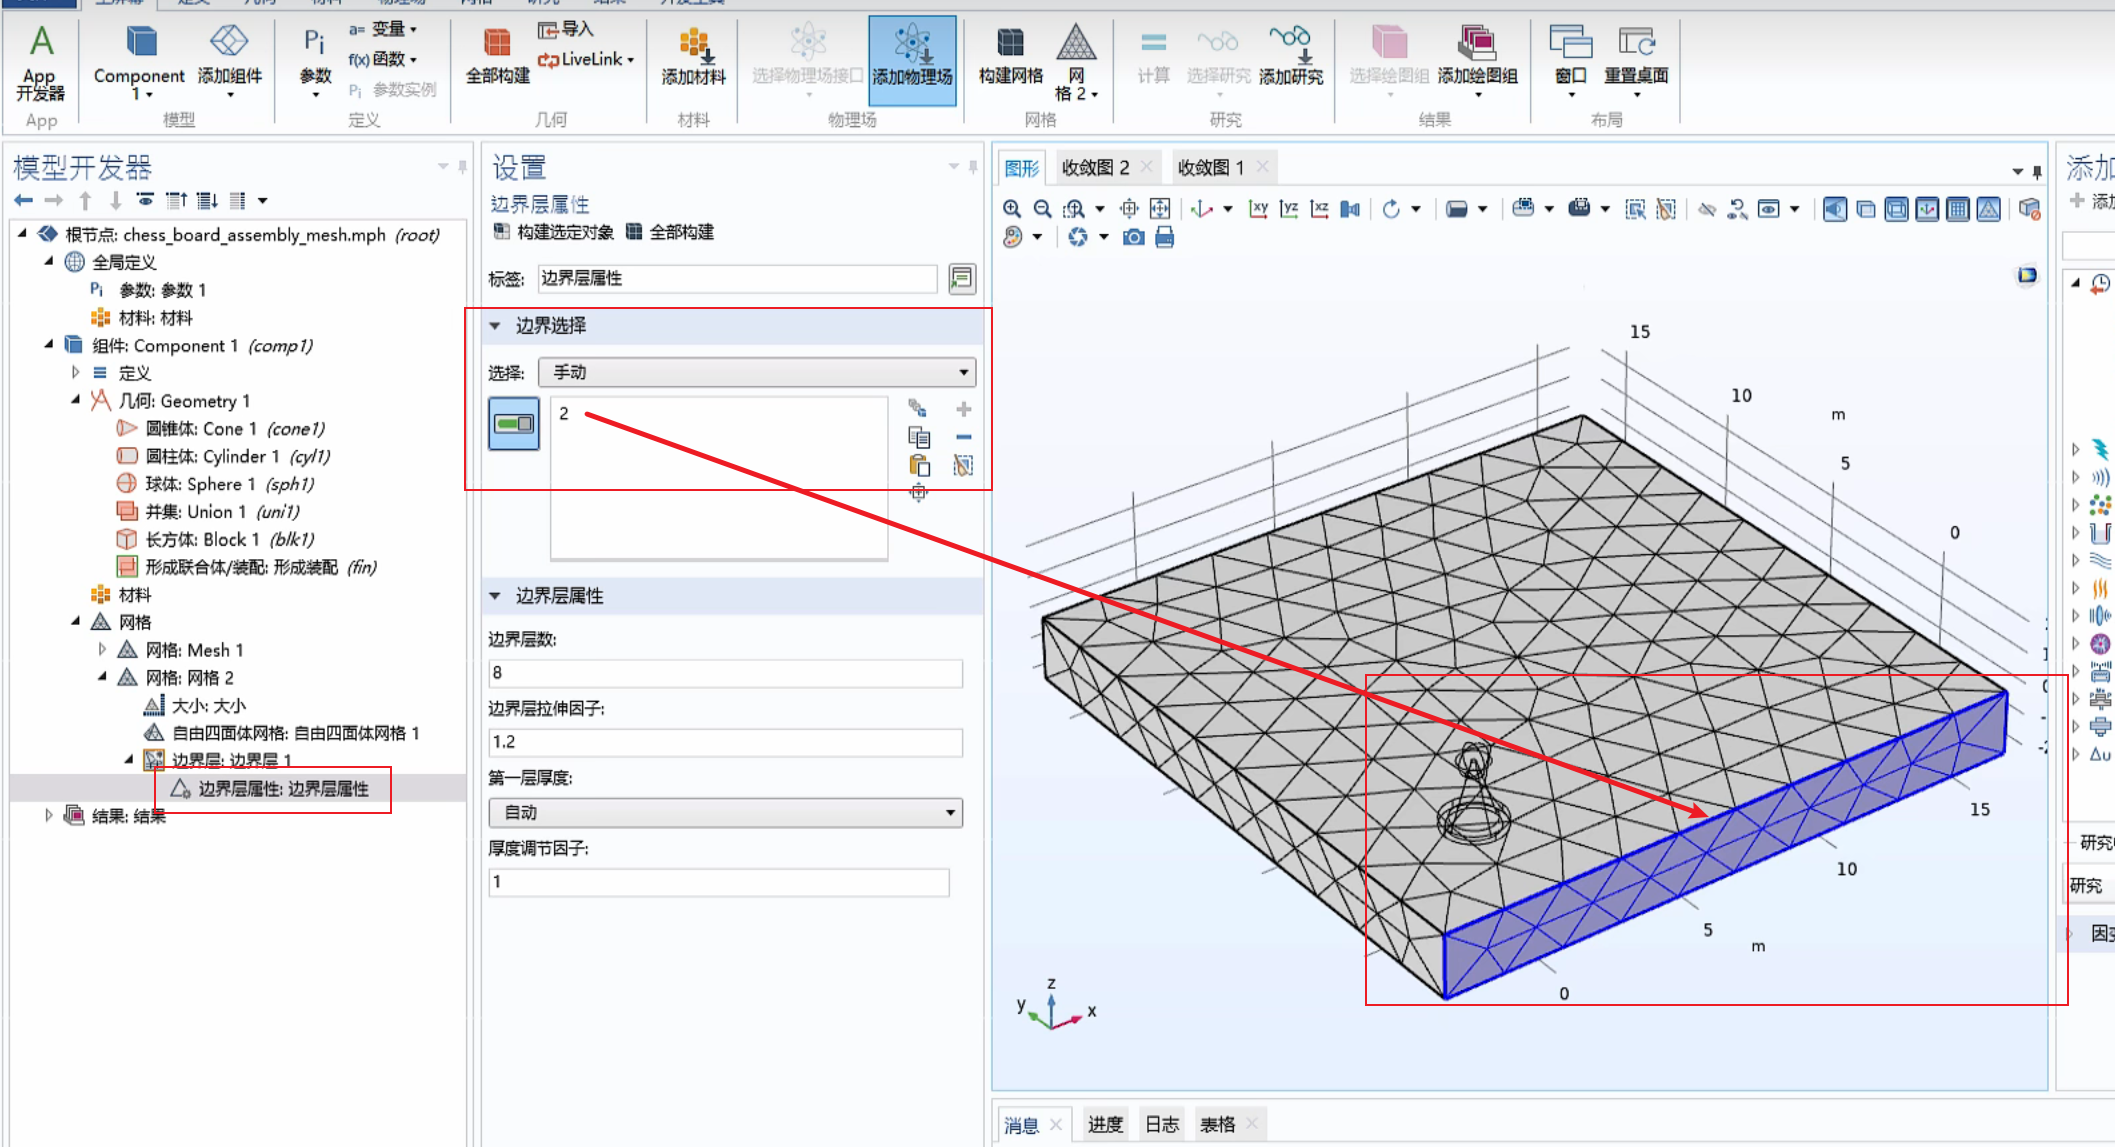 App
开发器
App
Component
1
添加组件
模型
Pi
参数
a= 变量
f(x) 函数
Pi 参数实例
定义
全部构建
导入
LiveLink
几何
添加材料
材料
选择物理场接口
添加物理场
物理场
构建网格
网
格 2
网格
计算
选择研究
添加研究
研究
选择绘图组
添加绘图组
结果
窗口
重置桌面
布局
模型开发器
根节点: chess_board_assembly_mesh.mph (root)
全局定义
Pi 参数: 参数 1
材料: 材料
组件: Component 1 (comp1)
定义
几何: Geometry 1
圆锥体: Cone 1 (cone1)
圆柱体: Cylinder 1 (cyl1)
球体: Sphere 1 (sph1)
并集: Union 1 (uni1)
长方体: Block 1 (blk1)
形成联合体/装配: 形成装配 (fin)
材料
网格
网格: Mesh 1
网格: 网格 2
大小: 大小
自由四面体网格: 自由四面体网格 1
边界层: 边界层 1
边界层属性: 边界层属性
结果: 结果
设置
边界层属性
构建选定对象 全部构建
标签: 边界层属性
边界选择
选择: 手动
2
边界层属性
边界层数:
8
边界层拉伸因子:
1.2
第一层厚度:
自动
厚度调节因子:
1
图形 收敛图 2 收敛图 1
xy yz xz
15
10
m
5
0
15
10
5
m
0
z
y
x
消息 进度 日志 表格
添加
添加
Δu
研究
研究